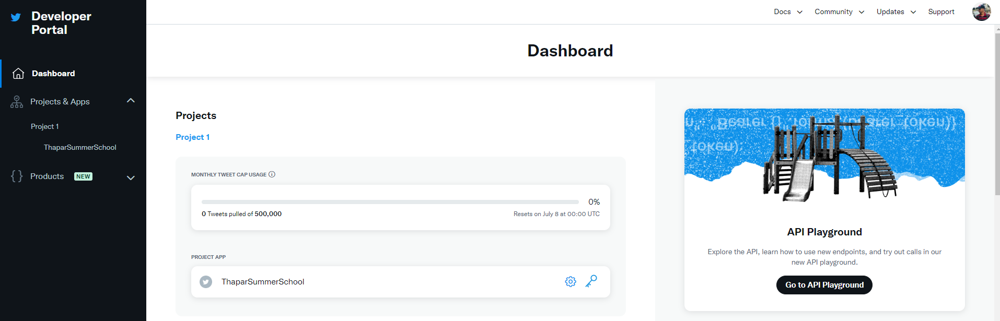 Developer
Portal
Docs
Community
Updates
Support
Dashboard
Dashboard
Projects & Apps
Project 1
ThaparSummerSchool
Products NEW
Projects
Project 1
MONTHLY TWEET CAP USAGE
0%
0 Tweets pulled of 500,000
Resets on July 8 at 00:00 UTC
PROJECT APP
ThaparSummerSchool
API Playground
Explore the API, learn how to use new endpoints, and try out calls in our
new API playground.
Go to API Playground